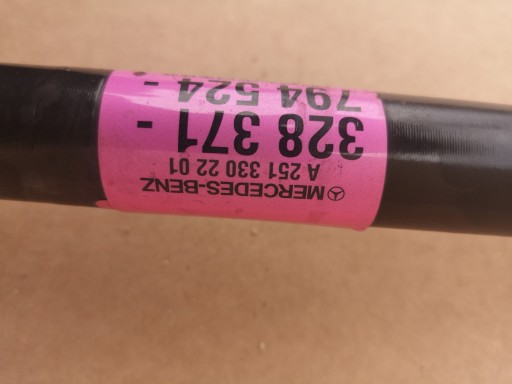 MERCEDES-BENZ
A 251 330 22 01
328 371 -
794 524 -